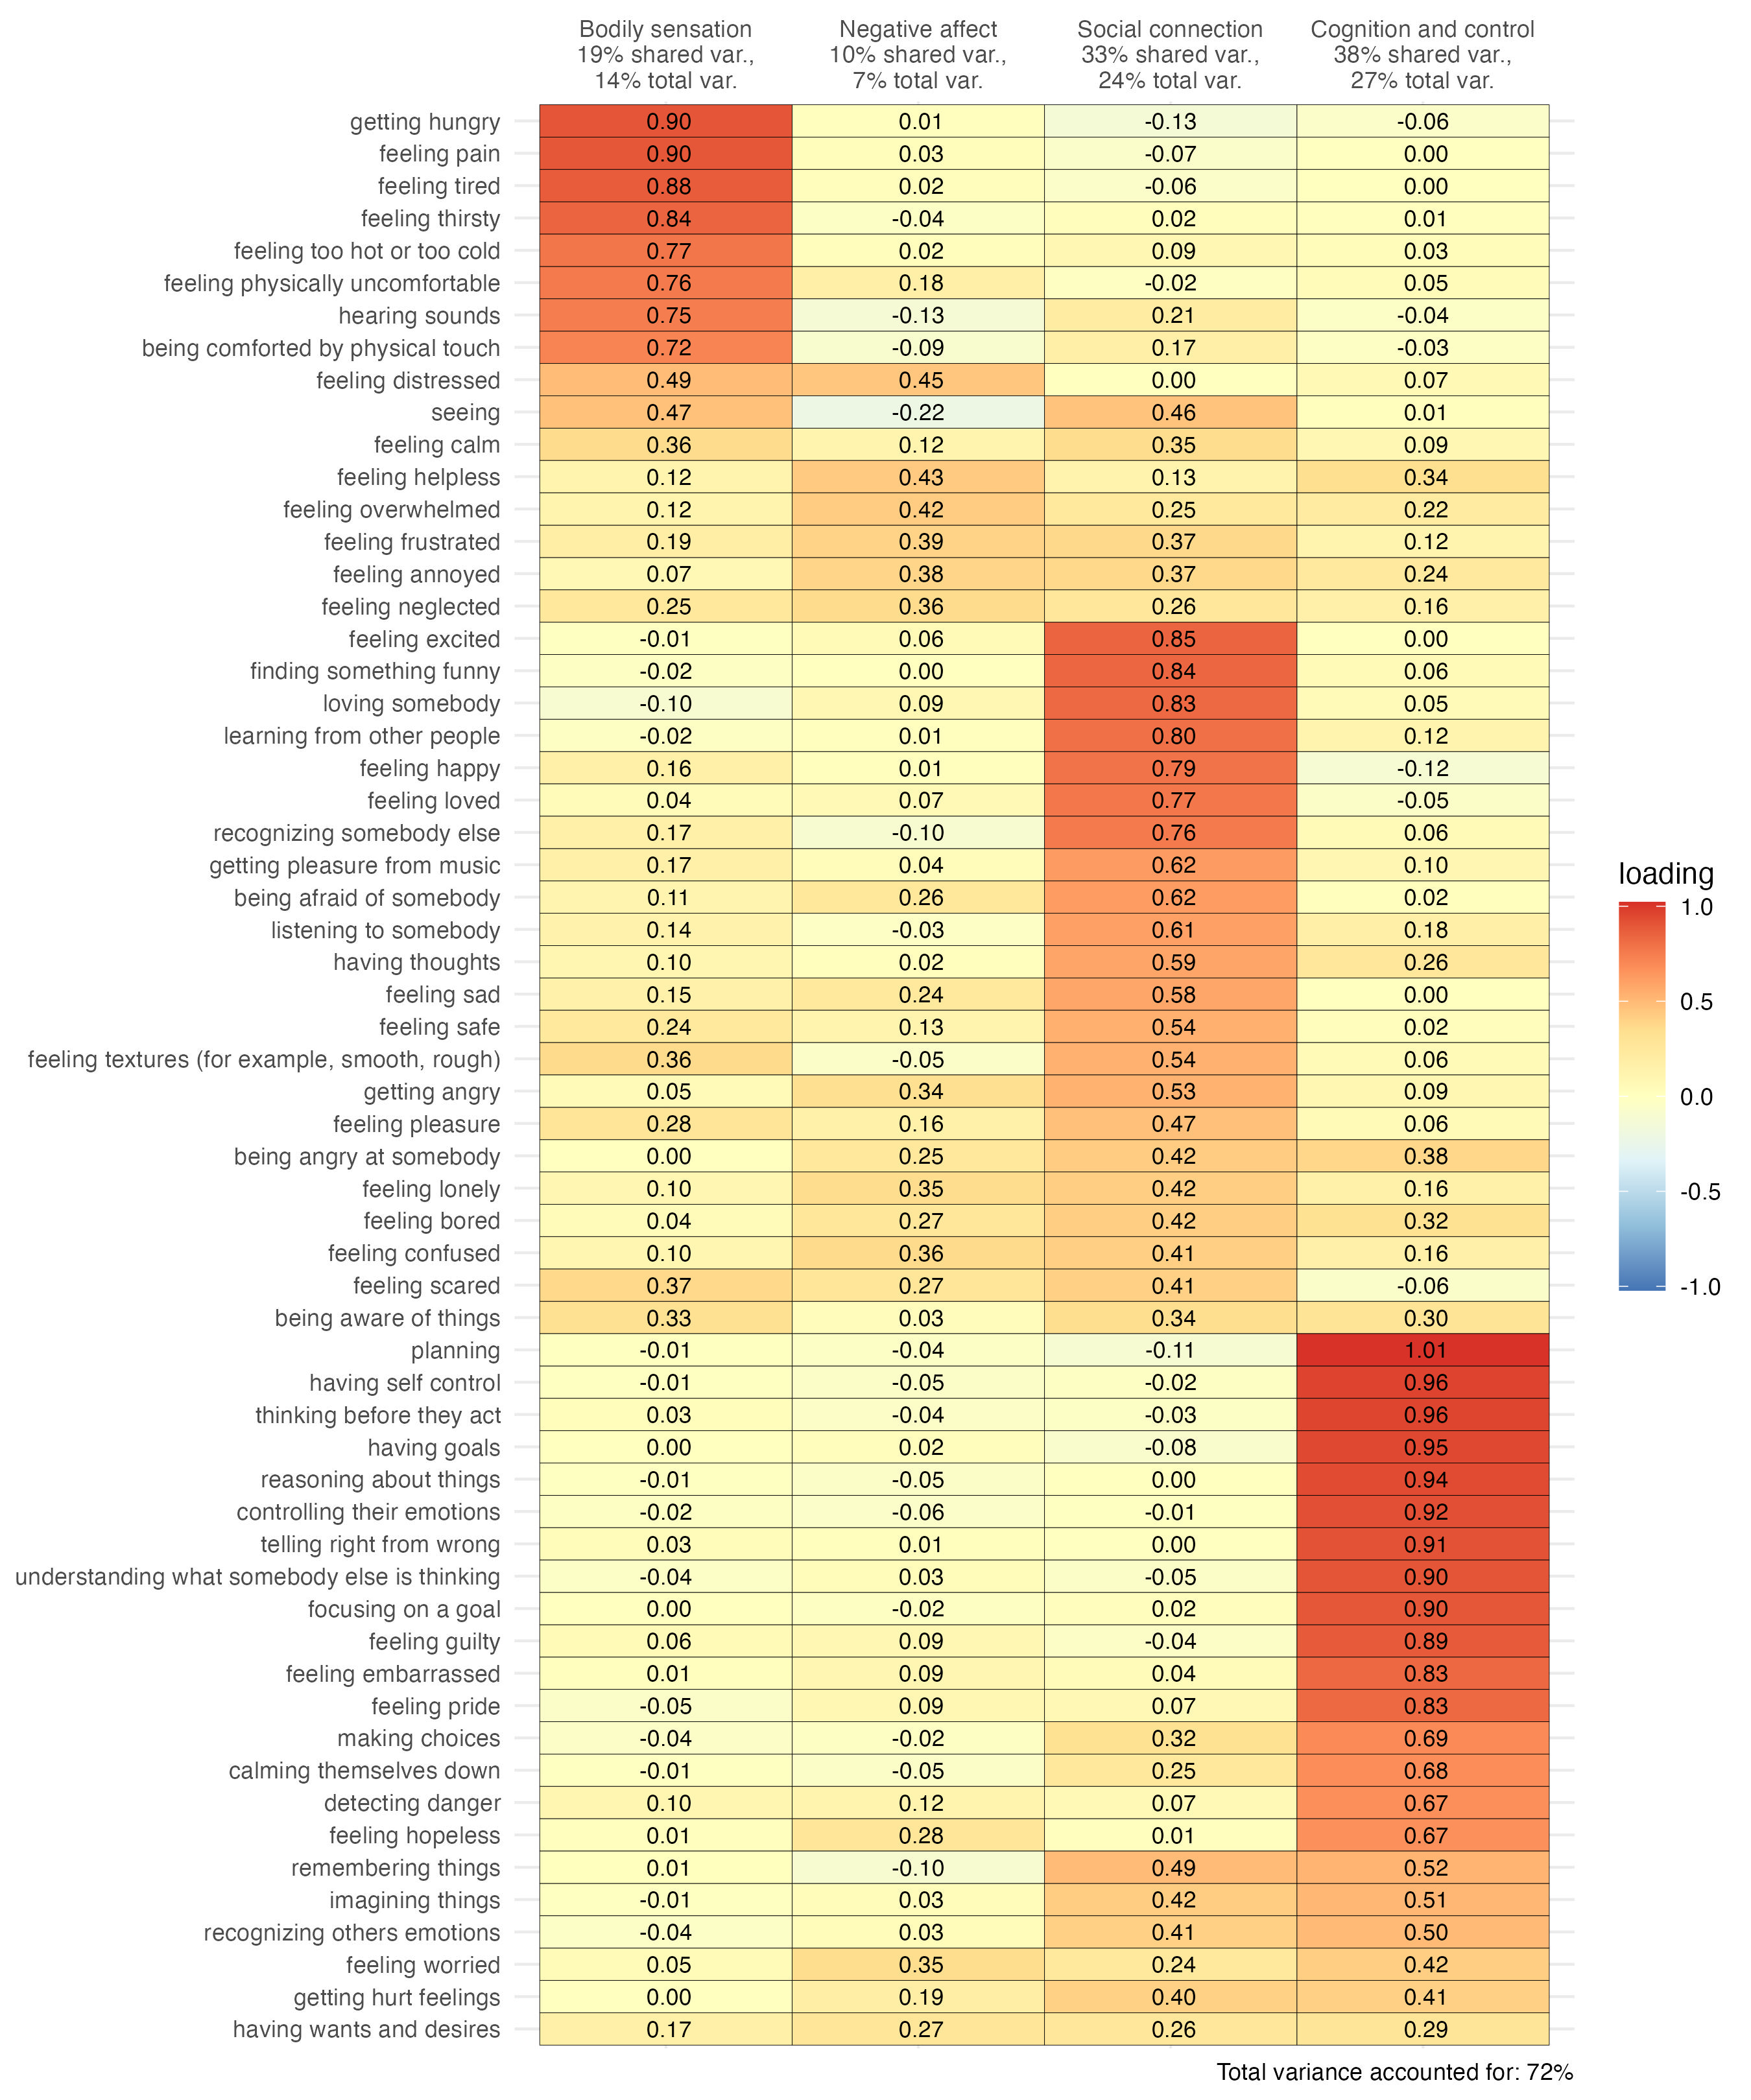 Bodily sensation Negative affect Social connection Cognition and control
19% shared var., 10% shared var., 33% shared var., 38% shared var.,
14% total var. 7% total var. 24% total var. 27% total var.
getting hungry 0.90 0.01 -0.13 -0.06
feeling pain 0.90 0.03 -0.07 0.00
feeling tired 0.88 0.02 -0.06 0.00
feeling thirsty 0.84 -0.04 0.02 0.01
feeling too hot or too cold 0.77 0.02 0.09 0.03
feeling physically uncomfortable 0.76 0.18 -0.02 0.05
hearing sounds 0.75 -0.13 0.21 -0.04
being comforted by physical touch 0.72 -0.09 0.17 -0.03
feeling distressed 0.49 0.45 0.00 0.07
seeing 0.47 -0.22 0.46 0.01
feeling calm 0.36 0.12 0.35 0.09
feeling helpless 0.12 0.43 0.13 0.34
feeling overwhelmed 0.12 0.42 0.25 0.22
feeling frustrated 0.19 0.39 0.37 0.12
feeling annoyed 0.07 0.38 0.37 0.24
feeling neglected 0.25 0.36 0.26 0.16
feeling excited -0.01 0.06 0.85 0.00
finding something funny -0.02 0.00 0.84 0.06
loving somebody -0.10 0.09 0.83 0.05
learning from other people -0.02 0.01 0.80 0.12
feeling happy 0.16 0.01 0.79 -0.12
feeling loved 0.04 0.07 0.77 -0.05
recognizing somebody else 0.17 -0.10 0.76 0.06
getting pleasure from music 0.17 0.04 0.62 0.10
being afraid of somebody 0.11 0.26 0.62 0.02
listening to somebody 0.14 -0.03 0.61 0.18
having thoughts 0.10 0.02 0.59 0.26
feeling sad 0.15 0.24 0.58 0.00
feeling safe 0.24 0.13 0.54 0.02
feeling textures (for example, smooth, rough) 0.36 -0.05 0.54 0.06
getting angry 0.05 0.34 0.53 0.09
feeling pleasure 0.28 0.16 0.47 0.06
being angry at somebody 0.00 0.25 0.42 0.38
feeling lonely 0.10 0.35 0.42 0.16
feeling bored 0.04 0.27 0.42 0.32
feeling confused 0.10 0.36 0.41 0.16
feeling scared 0.37 0.27 0.41 -0.06
being aware of things 0.33 0.03 0.34 0.30
planning -0.01 -0.04 -0.11 1.01
having self control -0.01 -0.05 -0.02 0.96
thinking before they act 0.03 -0.04 -0.03 0.96
having goals 0.00 0.02 -0.08 0.95
reasoning about things -0.01 -0.05 0.00 0.94
controlling their emotions -0.02 -0.06 -0.01 0.92
telling right from wrong 0.03 0.01 0.00 0.91
understanding what somebody else is thinking -0.04 0.03 -0.05 0.90
focusing on a goal 0.00 -0.02 0.02 0.90
feeling guilty 0.06 0.09 -0.04 0.89
feeling embarrassed 0.01 0.09 0.04 0.83
feeling pride -0.05 0.09 0.07 0.83
making choices -0.04 -0.02 0.32 0.69
calming themselves down -0.01 -0.05 0.25 0.68
detecting danger 0.10 0.12 0.07 0.67
feeling hopeless 0.01 0.28 0.01 0.67
remembering things 0.01 -0.10 0.49 0.52
imagining things -0.01 0.03 0.42 0.51
recognizing others emotions -0.04 0.03 0.41 0.50
feeling worried 0.05 0.35 0.24 0.42
getting hurt feelings 0.00 0.19 0.40 0.41
having wants and desires 0.17 0.27 0.26 0.29
Total variance accounted for: 72%
loading
1.0
0.5
0.0
-0.5
-1.0